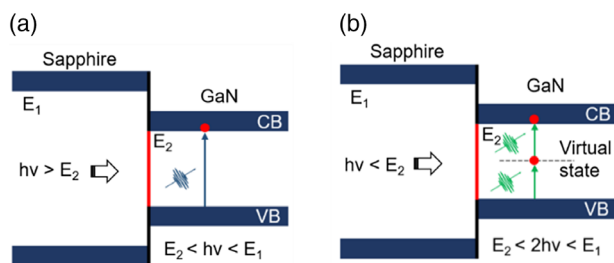 (a)
Sapphire
GaN
E1
CB
E2
hv > E2
VB
E2 < hv < E1
(b)
Sapphire
GaN
E1
CB
E2
Virtual
state
hv < E2
VB
E2 < 2hv < E1